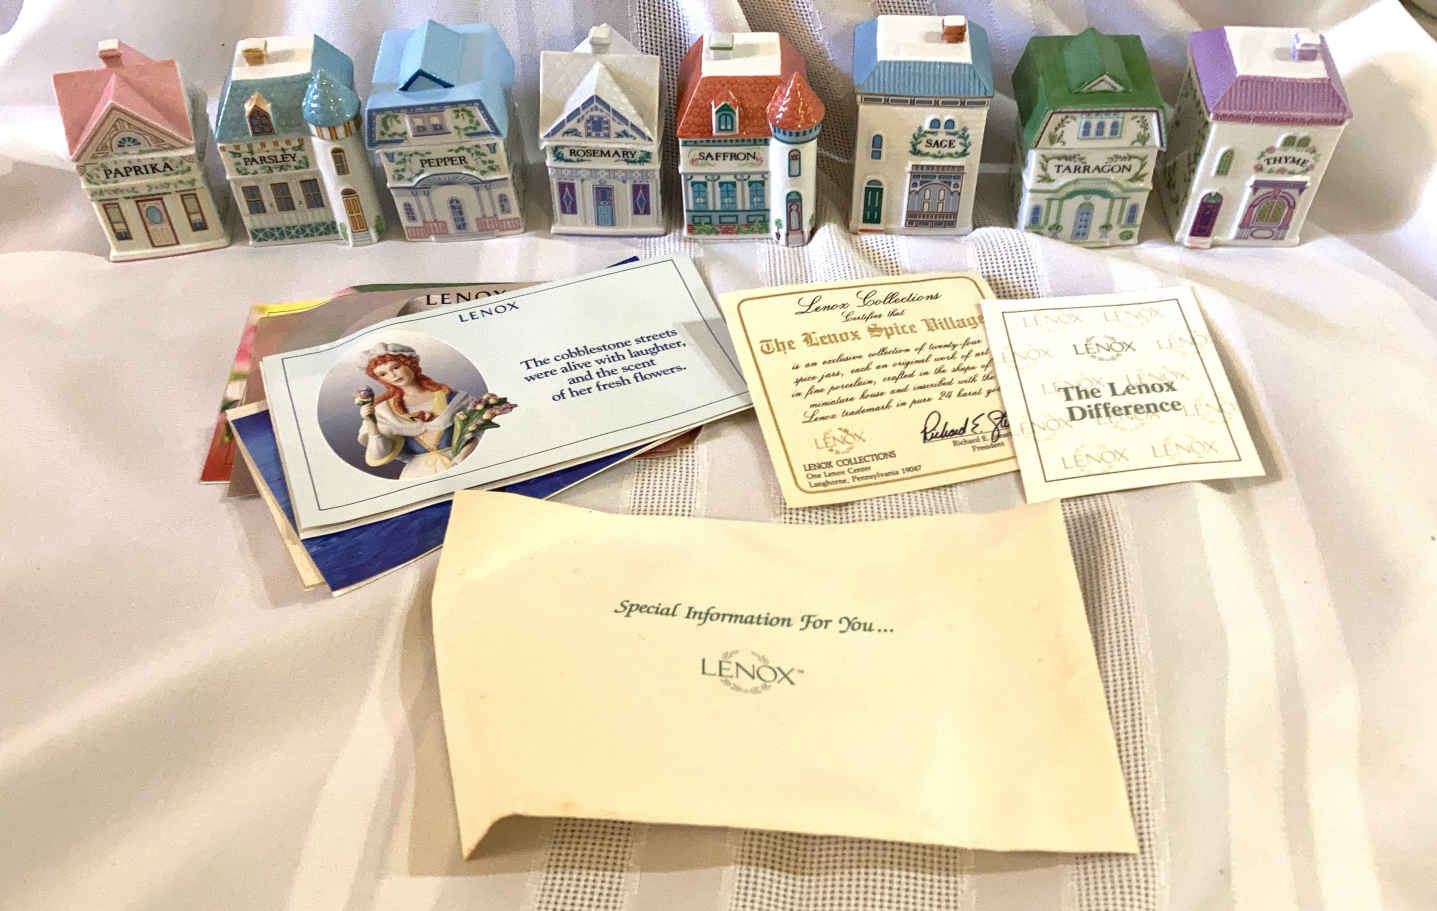 PAPRIKA
PARSLEY
PEPPER
ROSEMARY
SAFFRON
SAGE
TARRAGON
THYME
LENOX
LENOX
The cobblestone streets
were alive with laughter,
and the scent
of her fresh flowers.
Lenox Collections
Certifies that
The Lenox Spice Village
is an exclusive collection of twenty-four
spice jars, each an original work of art
in fine porcelain, crafted in the shape of
miniature house and inscribed with the
Lenox trademark in pure 24 karat
LENOX
Richard E.
Richard E.
President
LENOX COLLECTIONS
One Lenox Center
Langhorne, Pennsylvania 19047
LENOX LENOX
LENOX
LENOX
LENOX
The Lenox
Difference
LENOX
LENOX LENOX
Special Information For You...
LENOX™